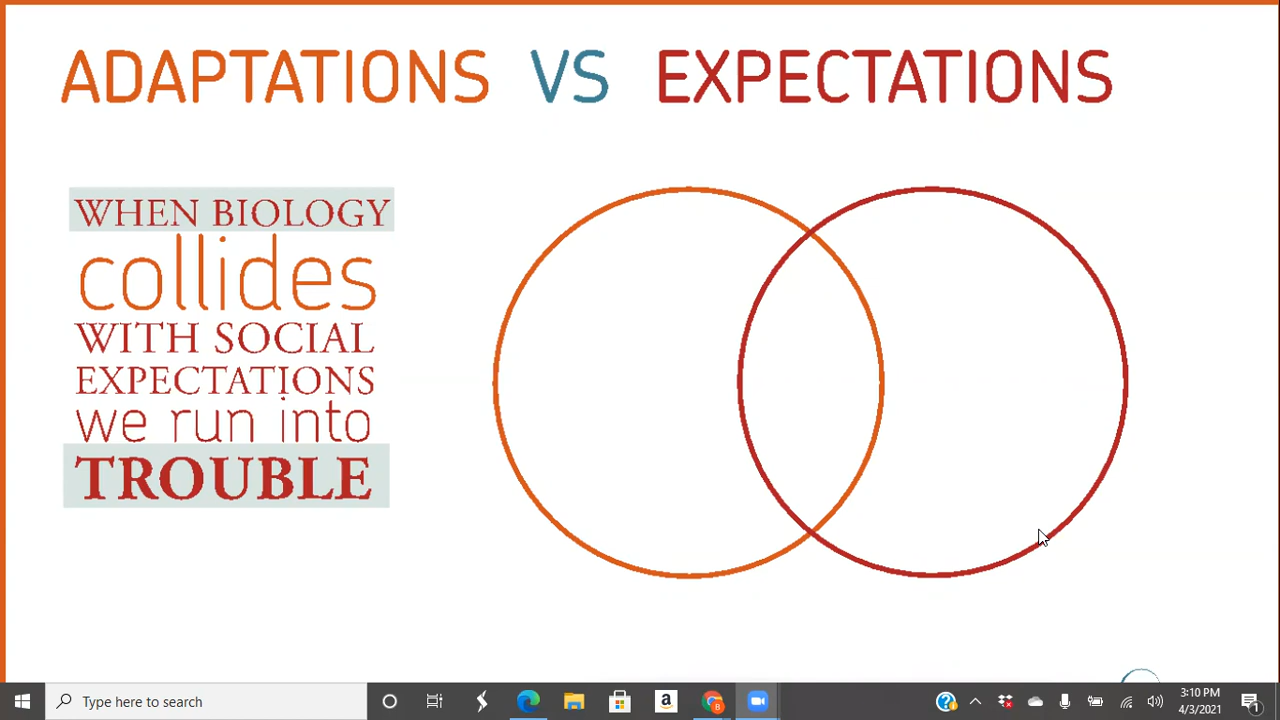 ADAPTATIONS VS EXPECTATIONS
WHEN BIOLOGY
collides
WITH SOCIAL
EXPECTATIONS
we run into
TROUBLE
Type here to search
3:10 PM
4/3/2021